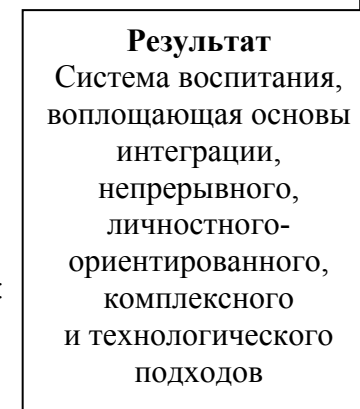 Результат
Система воспитания,
воплощающая основы
интеграции,
непрерывного,
личностного-
ориентированного,
комплексного
и технологического
подходов